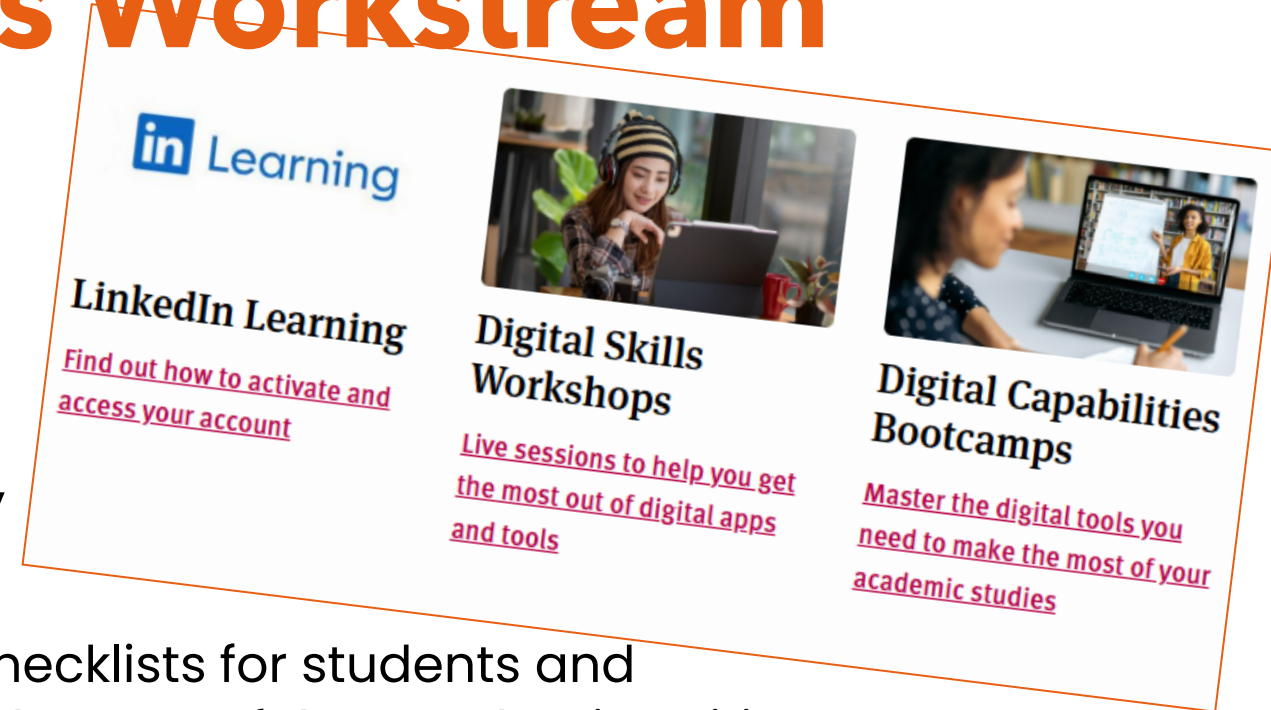 s Workstream
in Learning
LinkedIn Learning
Find out how to activate and
access your account
Digital Skills
Workshops
Live sessions to help you get
the most out of digital apps
and tools
Digital Capabilities
Bootcamps
Master the digital tools you
need to make the most of your
academic studies
hecklists for students and